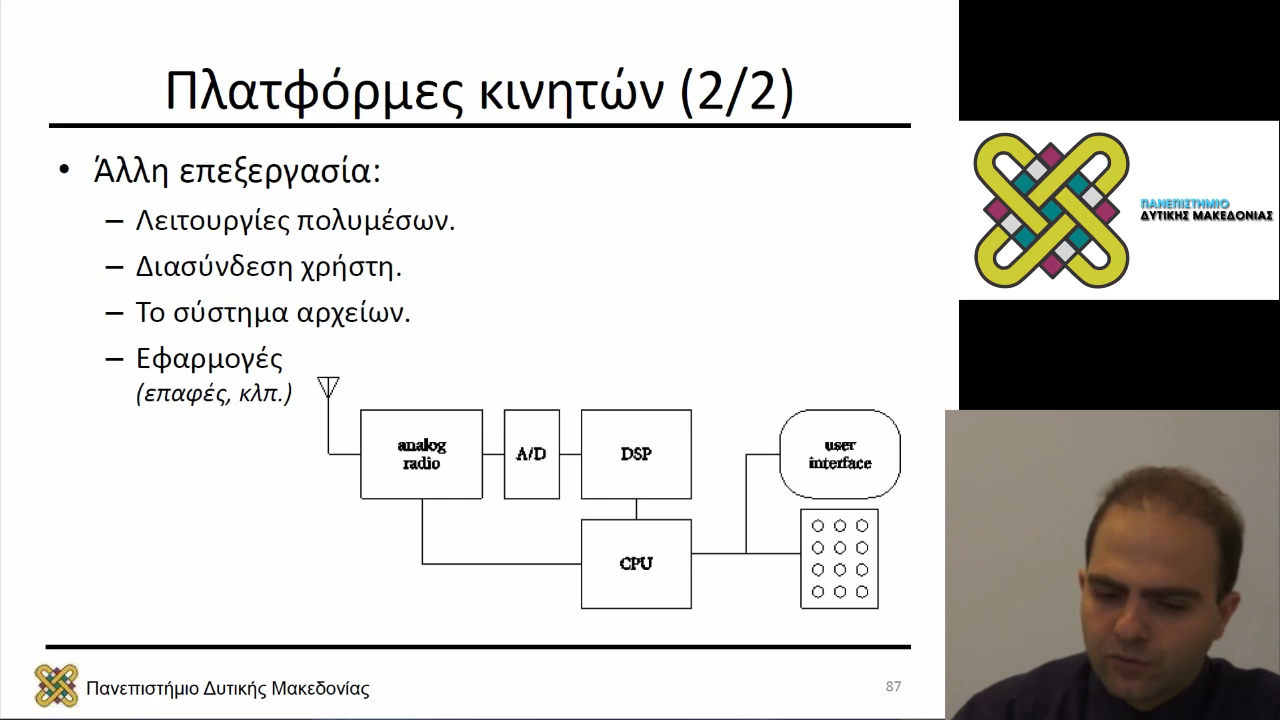 Πλατφόρμες κινητών (2/2)
• Άλλη επεξεργασία:
– Λειτουργίες πολυμέσων.
– Διασύνδεση χρήστη.
– Το σύστημα αρχείων.
– Εφαρμογές
(επαφές, κλπ.)
analog
radio
A/D
DSP
user
interface
CPU
Πανεπιστήμιο Δυτικής Μακεδονίας
87
ΠΑΝΕΠΙΣΤΗΜΙΟ
ΔΥΤΙΚΗΣ ΜΑΚΕΔΟΝΙΑΣ